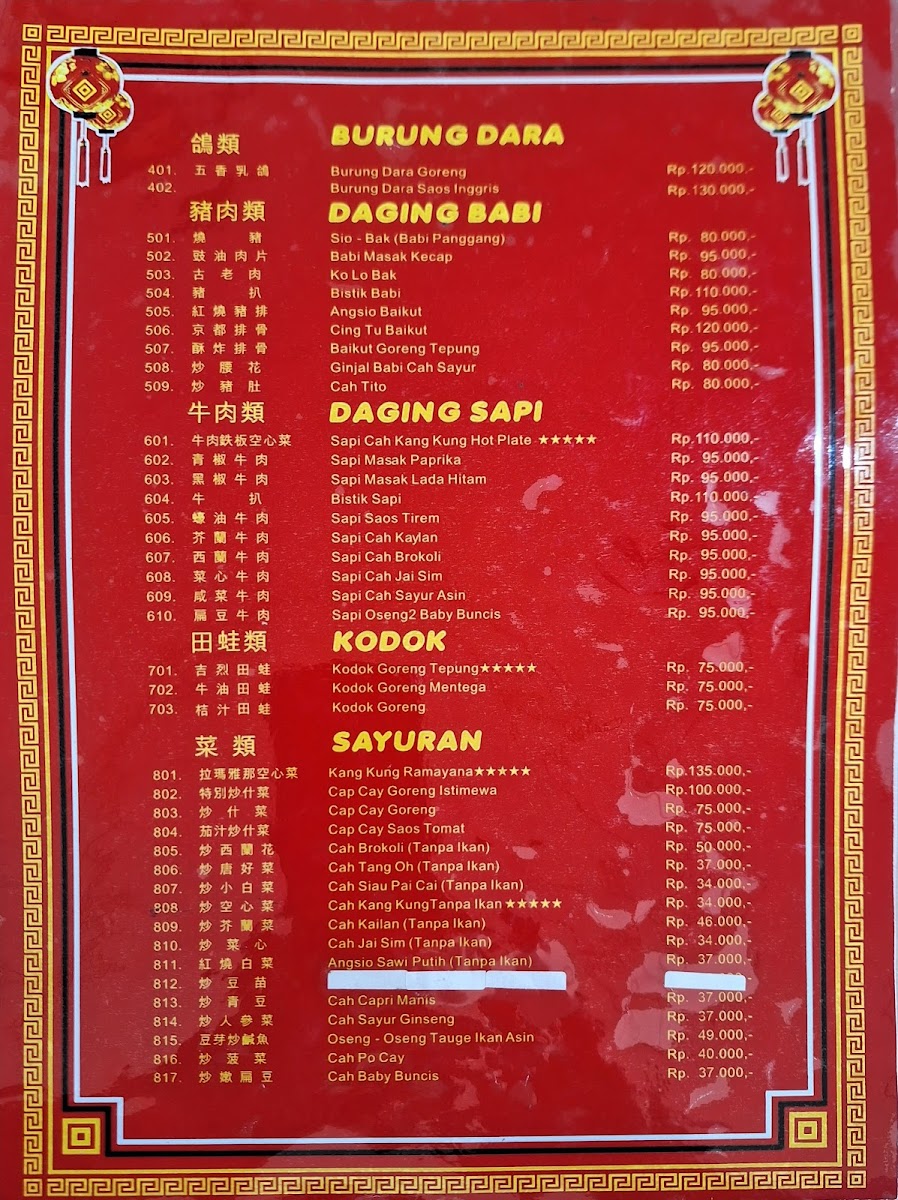 鴿類 BURUNG DARA
401. 五香乳鴿 Burung Dara Goreng Rp.120.000,-
402. Burung Dara Saos Inggris Rp.130.000,-
豬肉類 DAGING BABI
501. 燒豬 Sio - Bak (Babi Panggang) Rp. 80.000,-
502. 豉油肉片 Babi Masak Kecap Rp. 95.000,-
503. 古老肉 Ko Lo Bak Rp. 80.000,-
504. 豬扒 Bistik Babi Rp.110.000,-
505. 紅燒豬排 Angsio Baikut Rp. 95.000,-
506. 京都排骨 Cing Tu Baikut Rp.120.000,-
507. 酥炸排骨 Baikut Goreng Tepung Rp. 95.000,-
508. 炒腰花 Ginjal Babi Cah Sayur Rp. 80.000,-
509. 炒豬肚 Cah Tito Rp. 80.000,-
牛肉類 DAGING SAPI
601. 牛肉鉄板空心菜 Sapi Cah Kang Kung Hot Plate ★★★★★ Rp.110.000,-
602. 青椒牛肉 Sapi Masak Paprika Rp. 95.000,-
603. 黑椒牛肉 Sapi Masak Lada Hitam Rp. 95.000,-
604. 牛扒 Bistik Sapi Rp.110.000,-
605. 蠔油牛肉 Sapi Saos Tirem Rp. 95.000,-
606. 芥蘭牛肉 Sapi Cah Kaylan Rp. 95.000,-
607. 西蘭牛肉 Sapi Cah Brokoli Rp. 95.000,-
608. 菜心牛肉 Sapi Cah Jai Sim Rp. 95.000,-
609. 咸菜牛肉 Sapi Cah Sayur Asin Rp. 95.000,-
610. 扁豆牛肉 Sapi Oseng2 Baby Buncis Rp. 95.000,-
田蛙類 KODOK
701. 吉烈田蛙 Kodok Goreng Tepung★★★★★ Rp. 75.000,-
702. 牛油田蛙 Kodok Goreng Mentega Rp. 75.000,-
703. 桔汁田蛙 Kodok Goreng Rp. 75.000,-
菜類 SAYURAN
801. 拉瑪雅那空心菜 Kang Kung Ramayana★★★★★ Rp.135.000,-
802. 特別炒什菜 Cap Cay Goreng Istimewa Rp.100.000,-
803. 炒什菜 Cap Cay Goreng Rp. 75.000,-
804. 茄汁炒什菜 Cap Cay Saos Tomat Rp. 75.000,-
805. 炒西蘭花 Cah Brokoli (Tanpa Ikan) Rp. 50.000,-
806. 炒唐好菜 Cah Tang Oh (Tanpa Ikan) Rp. 37.000,-
807. 炒小白菜 Cah Siau Pai Cai (Tanpa Ikan) Rp. 34.000,-
808. 炒空心菜 Cah Kang KungTanpa Ikan ★★★★★ Rp. 34.000,-
809. 炒芥蘭菜 Cah Kailan (Tanpa Ikan) Rp. 46.000,-
810. 炒菜心 Cah Jai Sim (Tanpa Ikan) Rp. 34.000,-
811. 紅燒白菜 Angsio Sawi Putih (Tanpa Ikan) Rp. 37.000,-
812. 炒豆苗
813. 炒青豆 Cah Capri Manis Rp. 37.000,-
814. 炒人參菜 Cah Sayur Ginseng Rp. 37.000,-
815. 豆芽炒鹹魚 Oseng - Oseng Tauge Ikan Asin Rp. 49.000,-
816. 炒菠菜 Cah Po Cay Rp. 40.000,-
817. 炒嫩扁豆 Cah Baby Buncis Rp. 37.000,-